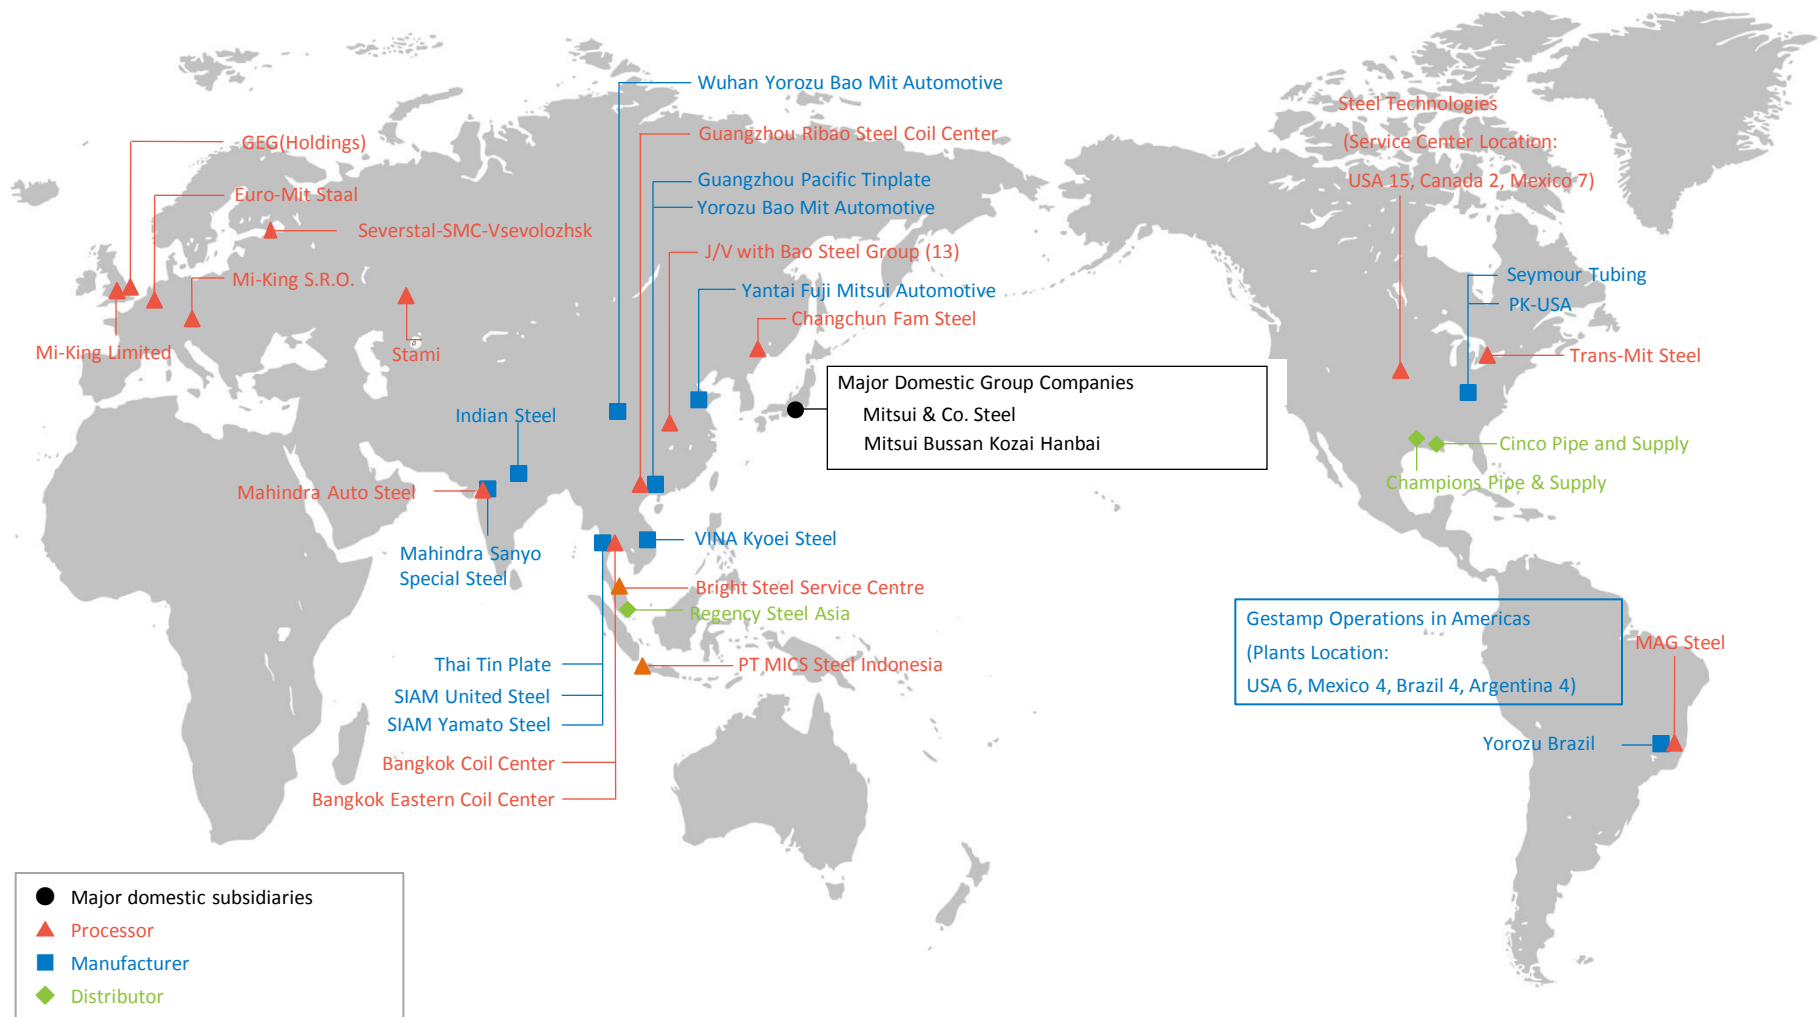 Wuhan Yorozu Bao Mit Automotive
Guangzhou Ribao Steel Coil Center
Guangzhou Pacific Tinplate
Yorozu Bao Mit Automotive
J/V with Bao Steel Group (13)
Yantai Fuji Mitsui Automotive
Changchun Fam Steel
GEG(Holdings)
Euro-Mit Staal
Severstal-SMC-Vsevolozhsk
Mi-King S.R.O.
Mi-King Limited
Stami
Steel Technologies
(Service Center Location:
USA 15, Canada 2, Mexico 7)
Seymour Tubing
PK-USA
Trans-Mit Steel
Major Domestic Group Companies
Mitsui & Co. Steel
Mitsui Bussan Kozai Hanbai
Indian Steel
Mahindra Auto Steel
Mahindra Sanyo
Special Steel
Cinco Pipe and Supply
Champions Pipe & Supply
VINA Kyoei Steel
Bright Steel Service Centre
Regency Steel Asia
PT MICS Steel Indonesia
Thai Tin Plate
SIAM United Steel
SIAM Yamato Steel
Bangkok Coil Center
Bangkok Eastern Coil Center
Gestamp Operations in Americas
(Plants Location:
USA 6, Mexico 4, Brazil 4, Argentina 4)
MAG Steel
Yorozu Brazil
Major domestic subsidiaries
Processor
Manufacturer
Distributor